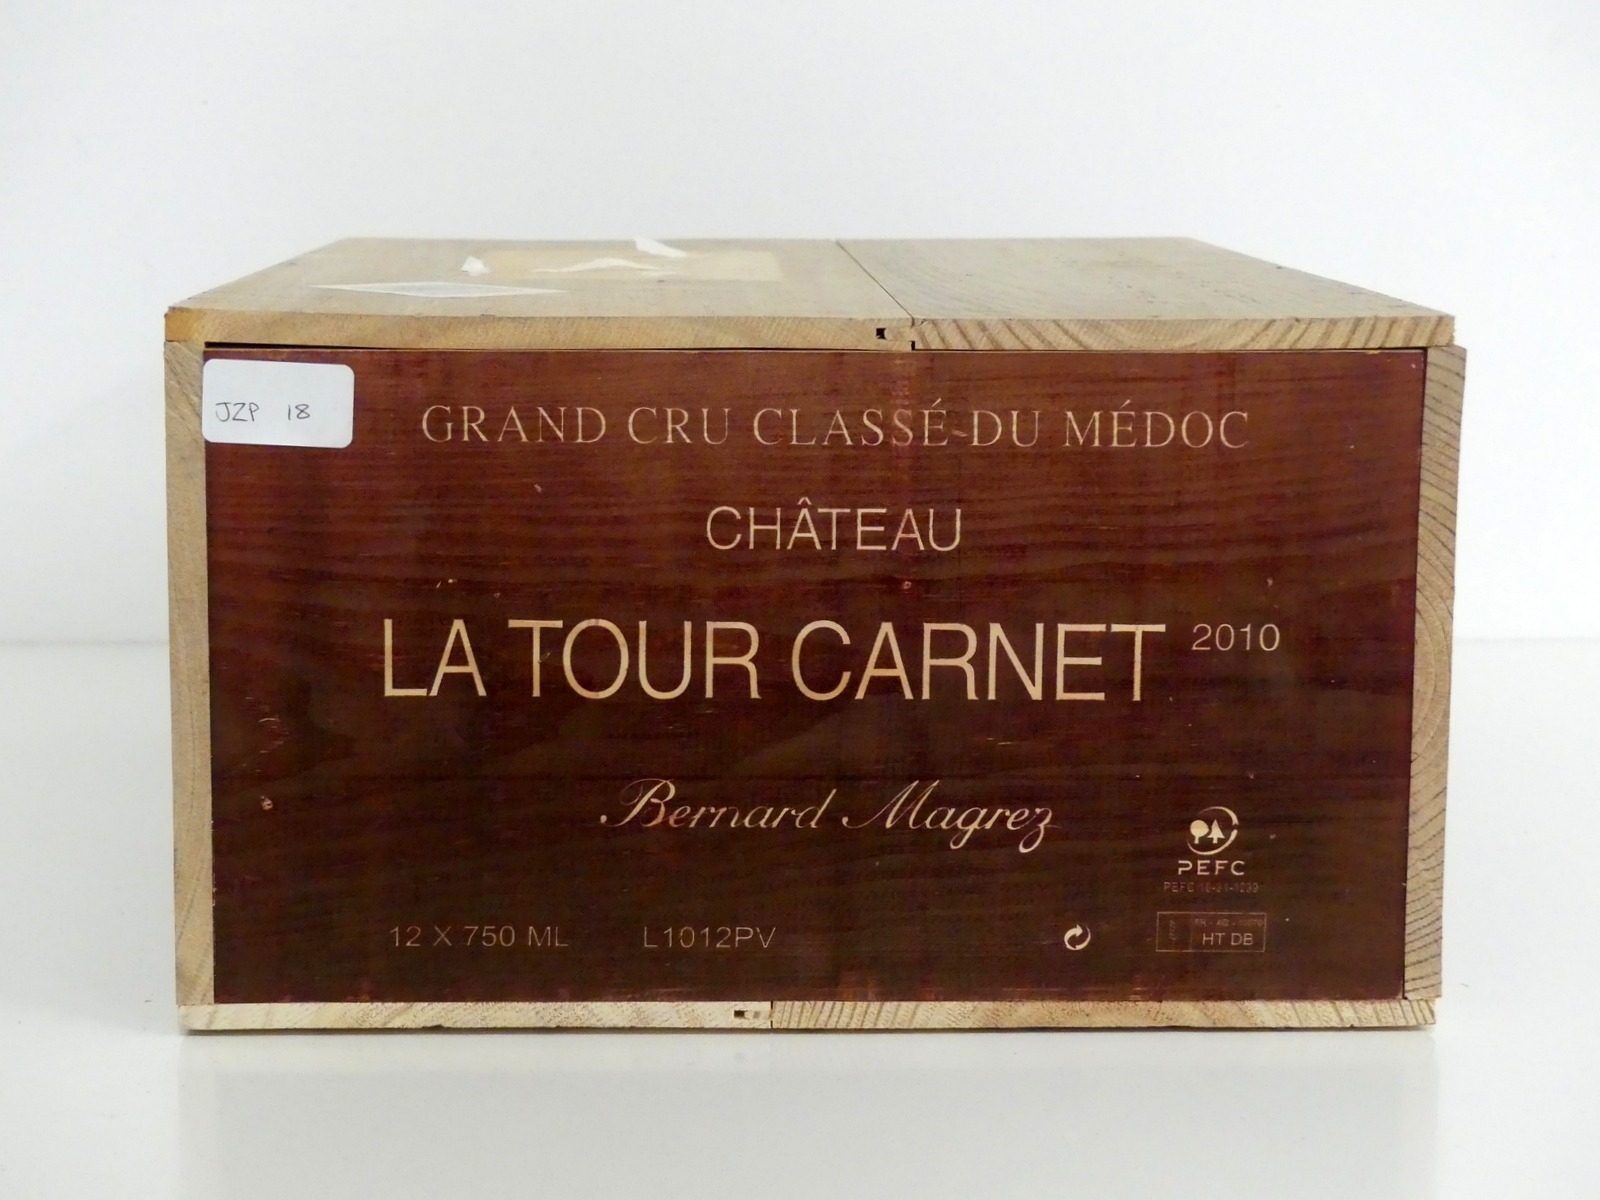 JZP 18
GRAND CRU CLASSÉ DU MÉDOC
CHÂTEAU
LA TOUR CARNET 2010
Bernard Magrez
PEFC
12 X 750 ML L1012PV
HT DB